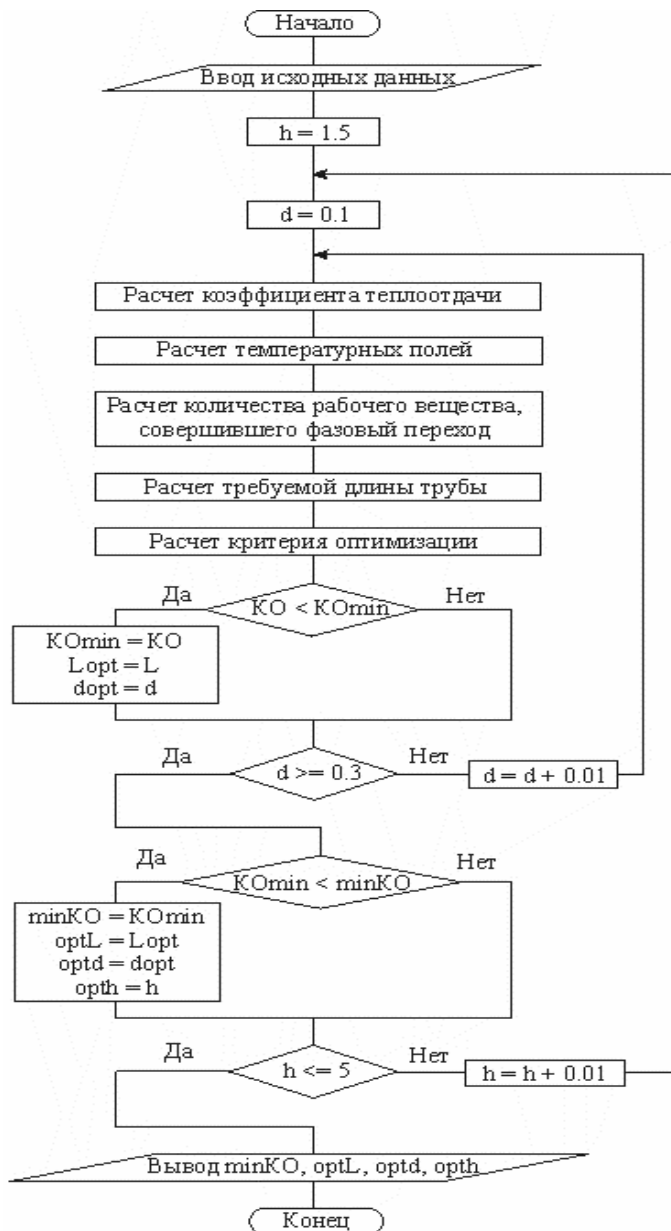 Начало
Ввод исходных данных
h = 1.5
d = 0.1
Расчет коэффициента теплоотдачи
Расчет температурных полей
Расчет количества рабочего вещества,
совершившего фазовый переход
Расчет требуемой длины трубы
Расчет критерия оптимизации
Да
KO < KOmin
Нет
KOmin = KO
Lopt = L
dopt = d
Да
d >= 0.3
Нет
d = d + 0.01
Да
KOmin < minKO
Нет
minKO = KOmin
optL = Lopt
optd = dopt
opth = h
Да
h <= 5
Нет
h = h + 0.01
Вывод minKO, optL, optd, opth
Конец